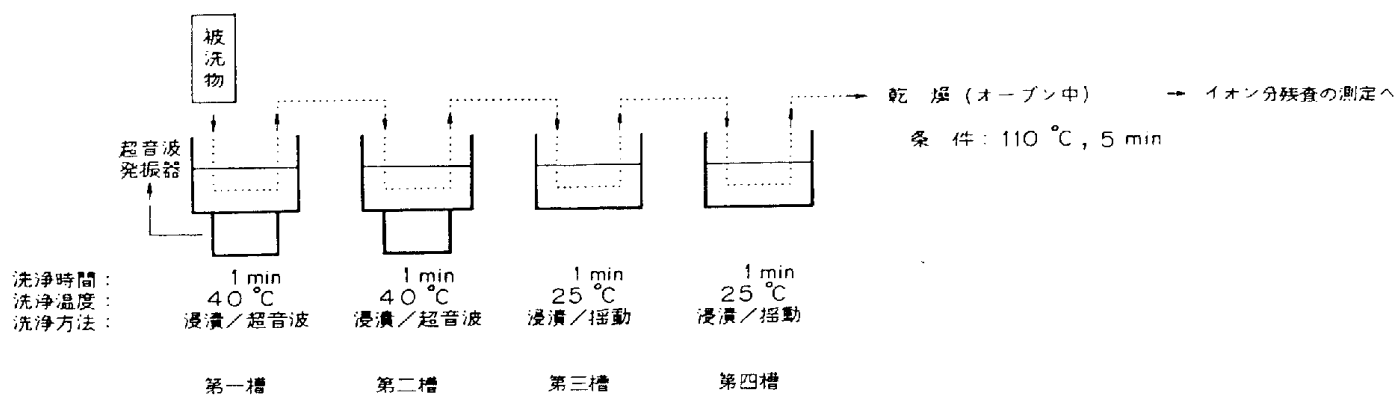 被洗物
乾燥(オーブン中) → イオン分残査の測定へ
条件:110℃, 5 min
超音波
発振器
洗浄時間: 1 min 1 min 1 min 1 min
洗浄温度: 40℃ 40℃ 25℃ 25℃
洗浄方法: 浸漬/超音波 浸漬/超音波 浸漬/揺動 浸漬/揺動
第一槽 第二槽 第三槽 第四槽